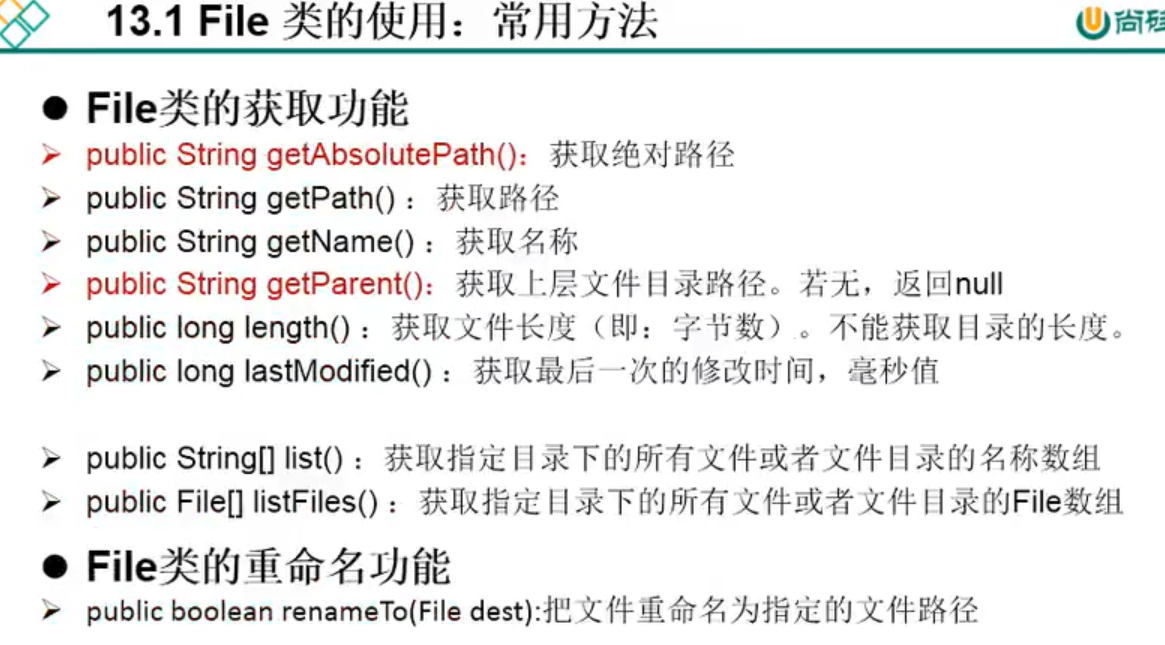 13.1 File 类的使用：常用方法
尚硅
● File类的获取功能
➢ public String getAbsolutePath()：获取绝对路径
➢ public String getPath() ：获取路径
➢ public String getName() ：获取名称
➢ public String getParent()：获取上层文件目录路径。若无，返回null
➢ public long length() ：获取文件长度（即：字节数）。不能获取目录的长度。
➢ public long lastModified() ：获取最后一次的修改时间，毫秒值
➢ public String[] list() ：获取指定目录下的所有文件或者文件目录的名称数组
➢ public File[] listFiles() ：获取指定目录下的所有文件或者文件目录的File数组
● File类的重命名功能
➢ public boolean renameTo(File dest):把文件重命名为指定的文件路径